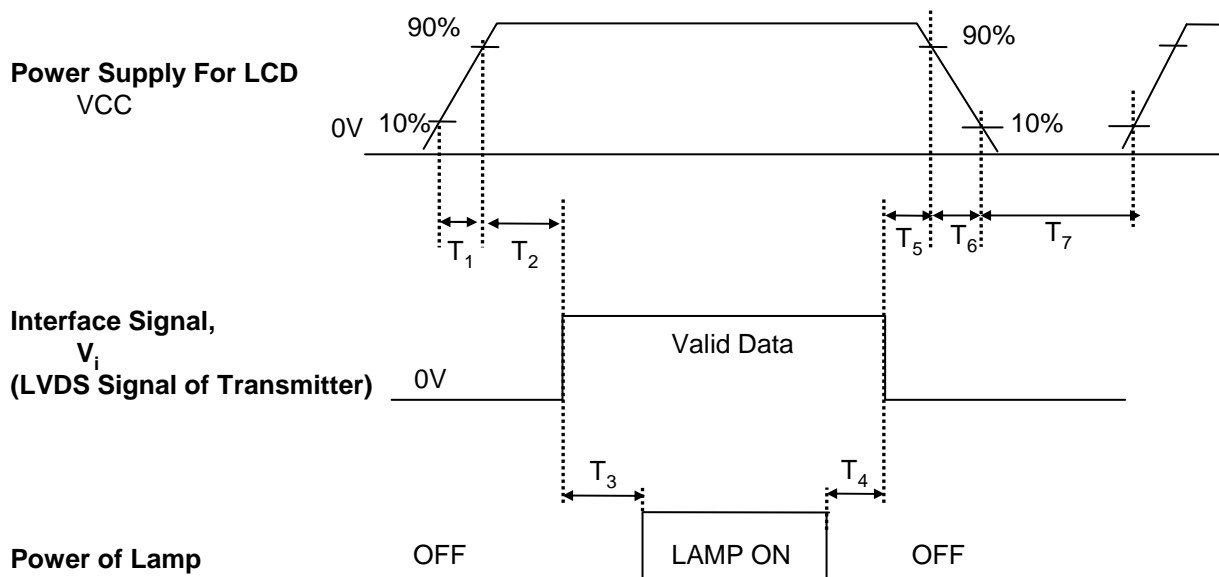 90%
90%
Power Supply For LCD
VCC
0V 10%
10%
T1
T2
T5
T6
T7
Interface Signal,
Vi
(LVDS Signal of Transmitter)
0V
Valid Data
T3
T4
Power of Lamp
OFF
LAMP ON
OFF